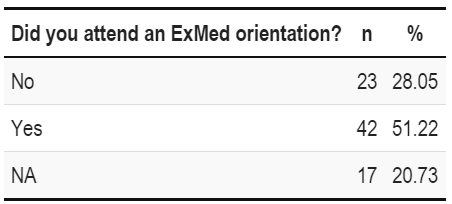 Did you attend an ExMed orientation? n %
No 23 28.05
Yes 42 51.22
NA 17 20.73